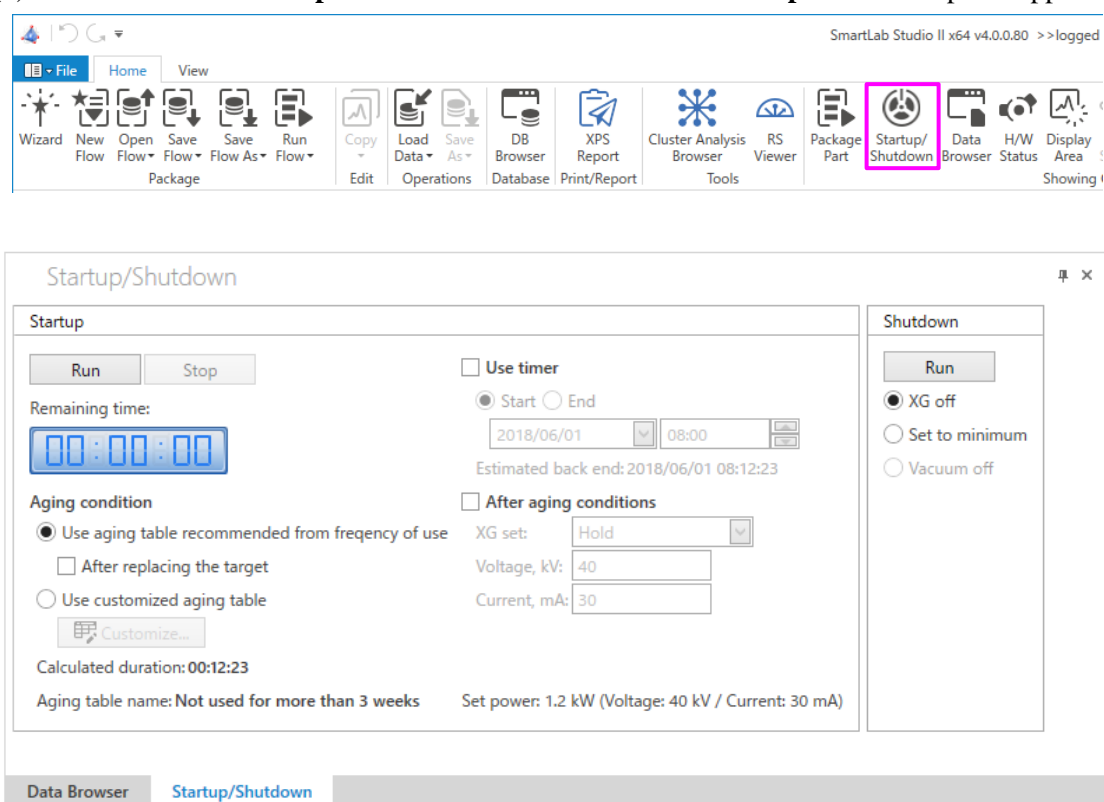 SmartLab Studio II x64 v4.0.0.80 >>logged
File Home View
Wizard New Flow Open Flow Save Flow Save Flow As Run Flow Copy Load Data Save As DB Browser XPS Report Cluster Analysis Browser RS Viewer Package Part Startup/ Shutdown Data Browser H/W Status Display Area
Package Edit Operations Database Print/Report Tools Showing
Startup/Shutdown
Startup
Shutdown
Run Stop
Remaining time:
00:00:00
Aging condition
Use aging table recommended from freqency of use
After replacing the target
Use customized aging table
Customize...
Calculated duration: 00:12:23
Aging table name: Not used for more than 3 weeks
Use timer
Start End
2018/06/01 08:00
Estimated back end: 2018/06/01 08:12:23
After aging conditions
XG set: Hold
Voltage, kV: 40
Current, mA: 30
Set power: 1.2 kW (Voltage: 40 kV / Current: 30 mA)
Run
XG off
Set to minimum
Vacuum off
Data Browser Startup/Shutdown